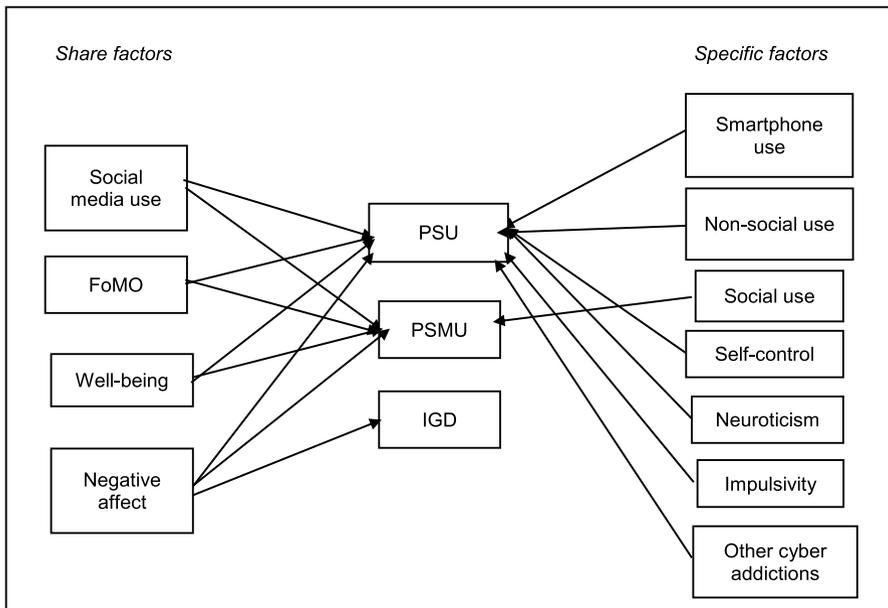 Share factors
Specific factors
Social
media use
FoMO
Well-being
Negative
affect
PSU
PSMU
IGD
Smartphone
use
Non-social use
Social use
Self-control
Neuroticism
Impulsivity
Other cyber
addictions